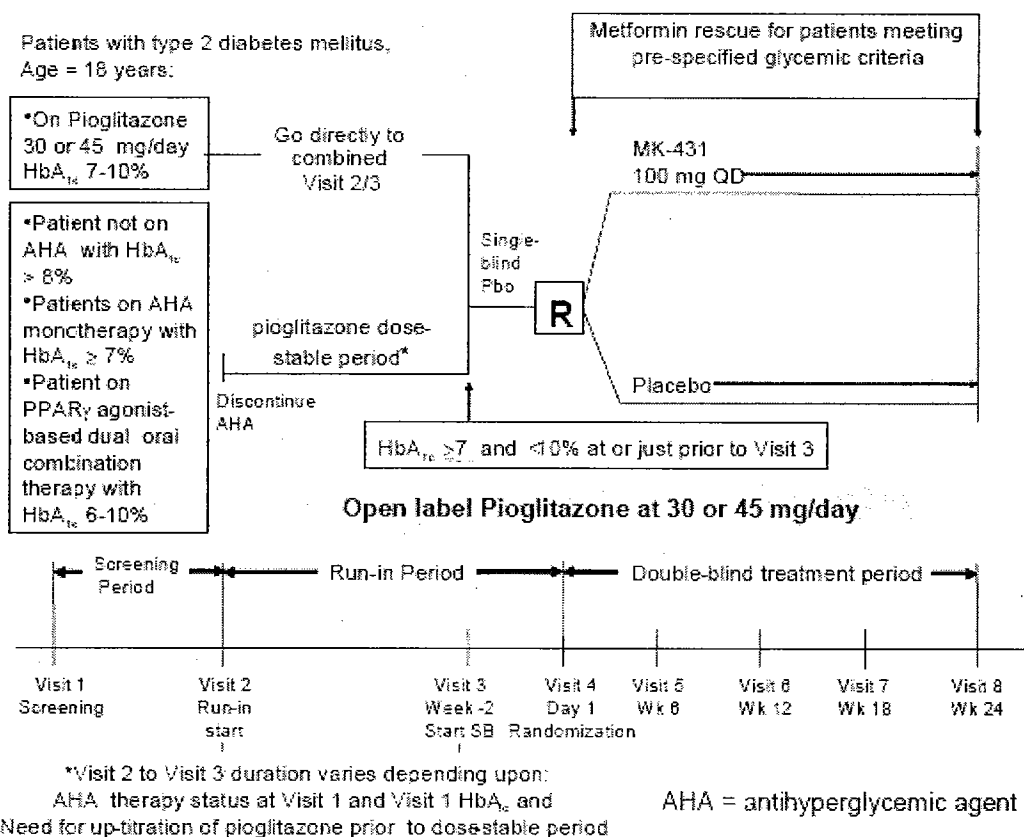 Patients with type 2 diabetes mellitus,
Age = 18 years:
*On Pioglitazone
30 or 45 mg/day
HbA1c 7-10%
Go directly to
combined
Visit 2/3
*Patient not on
AHA with HbA1c
> 8%
*Patients on AHA
monotherapy with
HbA1c ≥ 7%
*Patient on
PPARγ agonist-
based dual oral
combination
therapy with
HbA1c 6-10%
pioglitazone dose-
stable period*
Discontinue
AHA
Single-
blind
Pbo
R
Metformin rescue for patients meeting
pre-specified glycemic criteria
MK-431
100 mg QD
Placebo
HbA1c ≥7 and <10% at or just prior to Visit 3
Open label Pioglitazone at 30 or 45 mg/day
Screening
Period
Run-in Period
Double-blind treatment period
Visit 1
Screening
Visit 2
Run-in
start
Visit 3
Week -2
Start SB
Visit 4
Day 1
Randomization
Visit 5
Wk 6
Visit 6
Wk 12
Visit 7
Wk 18
Visit 8
Wk 24
*Visit 2 to Visit 3 duration varies depending upon:
AHA therapy status at Visit 1 and Visit 1 HbA1c and
Need for up-titration of pioglitazone prior to dose-stable period
AHA = antihyperglycemic agent